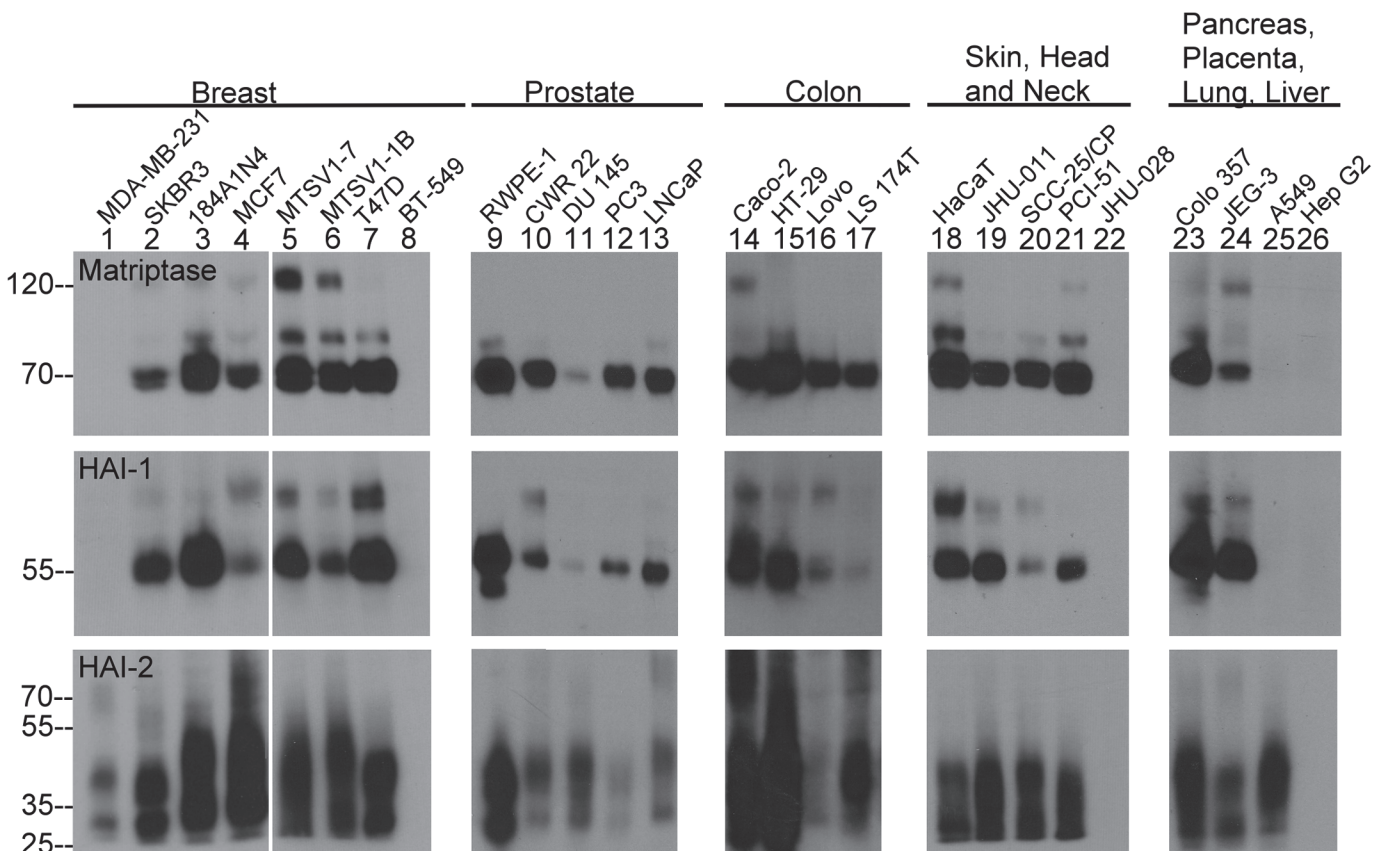 Pancreas,
Placenta,
Lung, Liver
Skin, Head
and Neck
Breast
Prostate
Colon
MDA-MB-231
SKBR3
184A1N4
MCF7
MTSV1-7
MTSV1-1B
T47D
BT-549
RWPE-1
CWR 22
DU 145
PC3
LNCaP
Caco-2
HT-29
Lovo
LS 174T
HaCaT
JHU-011
SCC-25/CP
PCI-51
JHU-028
Colo 357
JEG-3
A549
Hep G2
1 2 3 4 5 6 7 8 9 10 11 12 13 14 15 16 17 18 19 20 21 22 23 24 25 26
Matriptase
120--
70--
HAI-1
55--
HAI-2
70--
55--
35--
25--